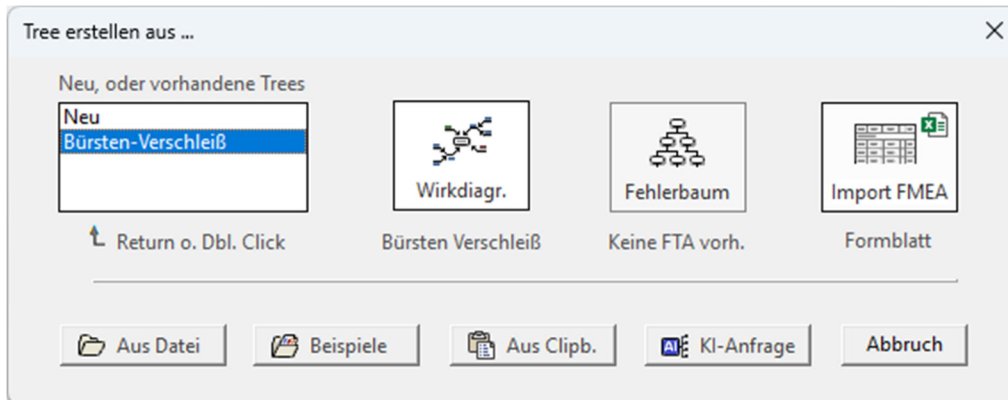 Tree erstellen aus ...
Neu, oder vorhandene Trees
Neu
Bürsten-Verschleiß
Return o. Dbl. Click
Wirkdiagr.
Bürsten Verschleiß
Fehlerbaum
Keine FTA vorh.
Import FMEA
Formblatt
Aus Datei
Beispiele
Aus Clipb.
AI KI-Anfrage
Abbruch